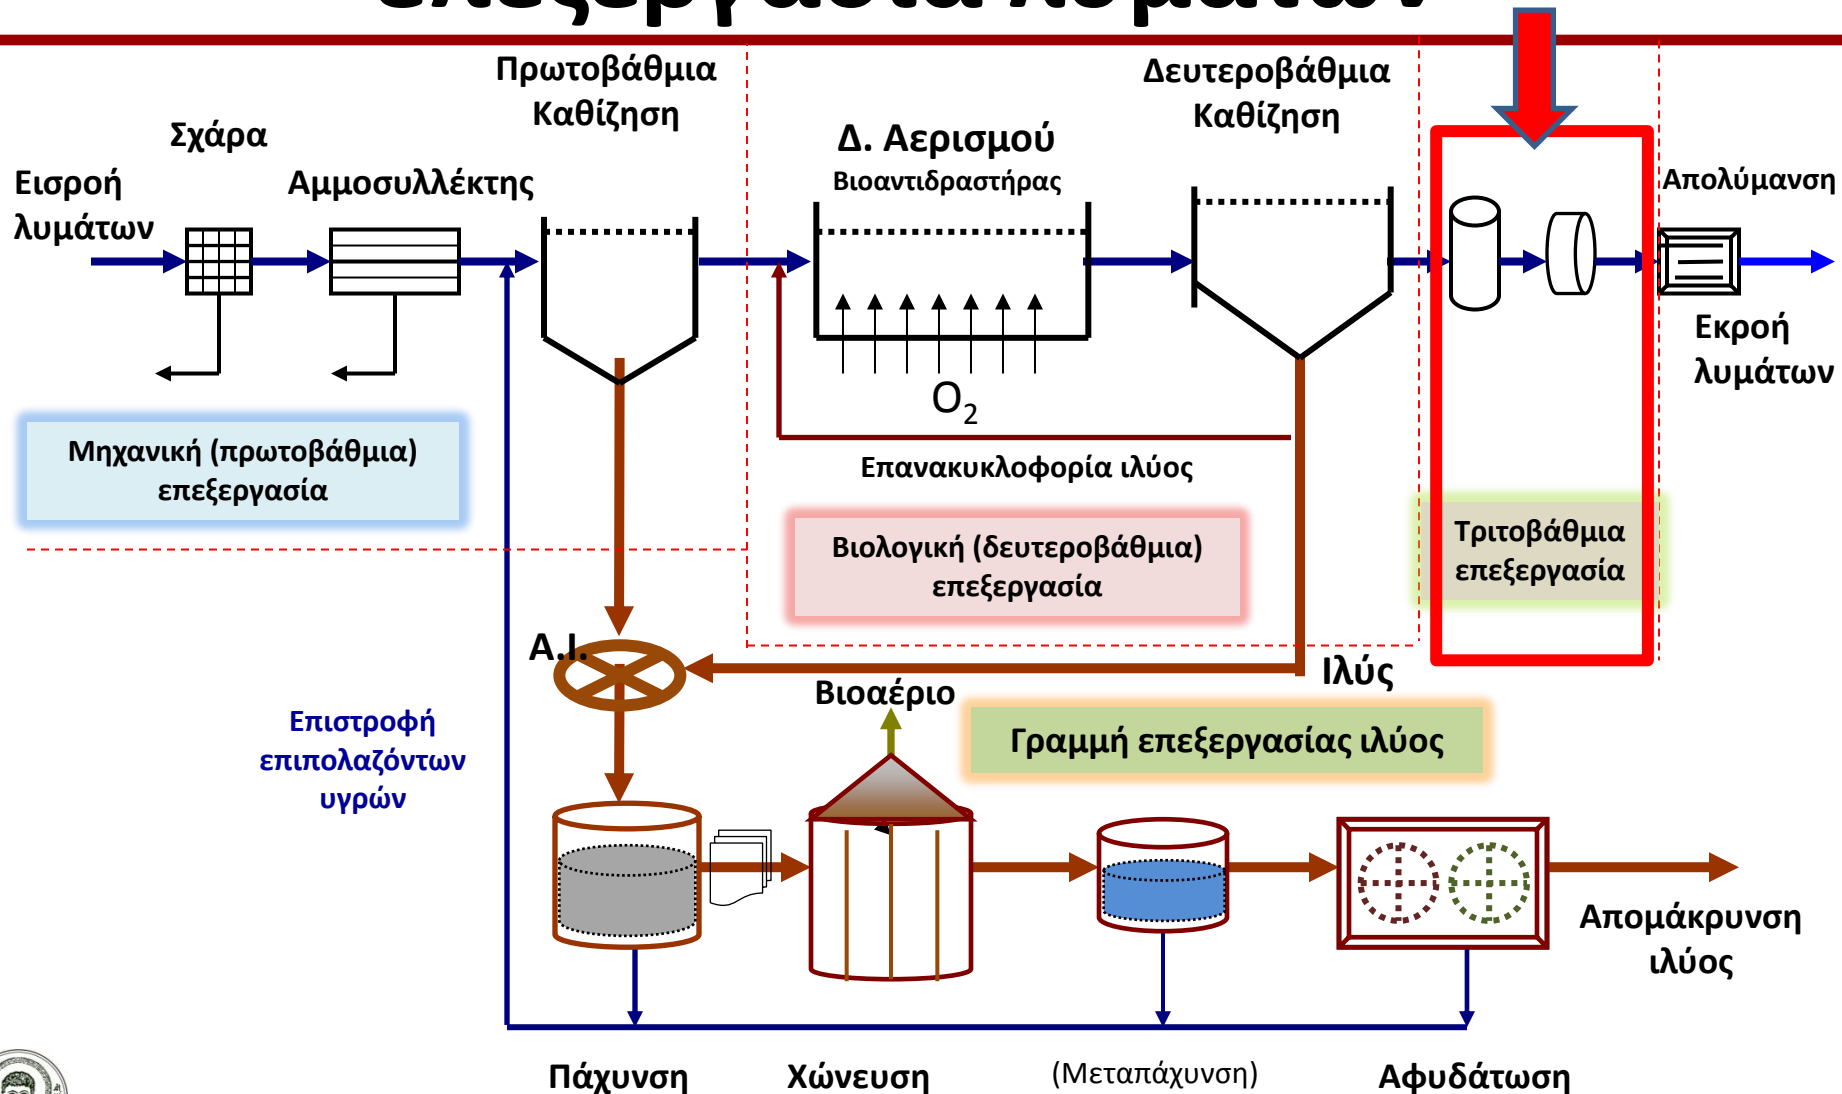 επεξεργασία λυμάτων
Πρωτοβάθμια
Καθίζηση
Δευτεροβάθμια
Καθίζηση
Σχάρα
Δ. Αερισμού
Βιοαντιδραστήρας
Εισροή
λυμάτων
Αμμοσυλλέκτης
Απολύμανση
Εκροή
λυμάτων
O2
Μηχανική (πρωτοβάθμια)
επεξεργασία
Επανακυκλοφορία ιλύος
Βιολογική (δευτεροβάθμια)
επεξεργασία
Τριτοβάθμια
επεξεργασία
Α.Ι.
Ιλύς
Βιοαέριο
Επιστροφή
επιπολαζόντων
υγρών
Γραμμή επεξεργασίας ιλύος
Απομάκρυνση
ιλύος
Πάχυνση
Χώνευση
(Μεταπάχυνση)
Αφυδάτωση